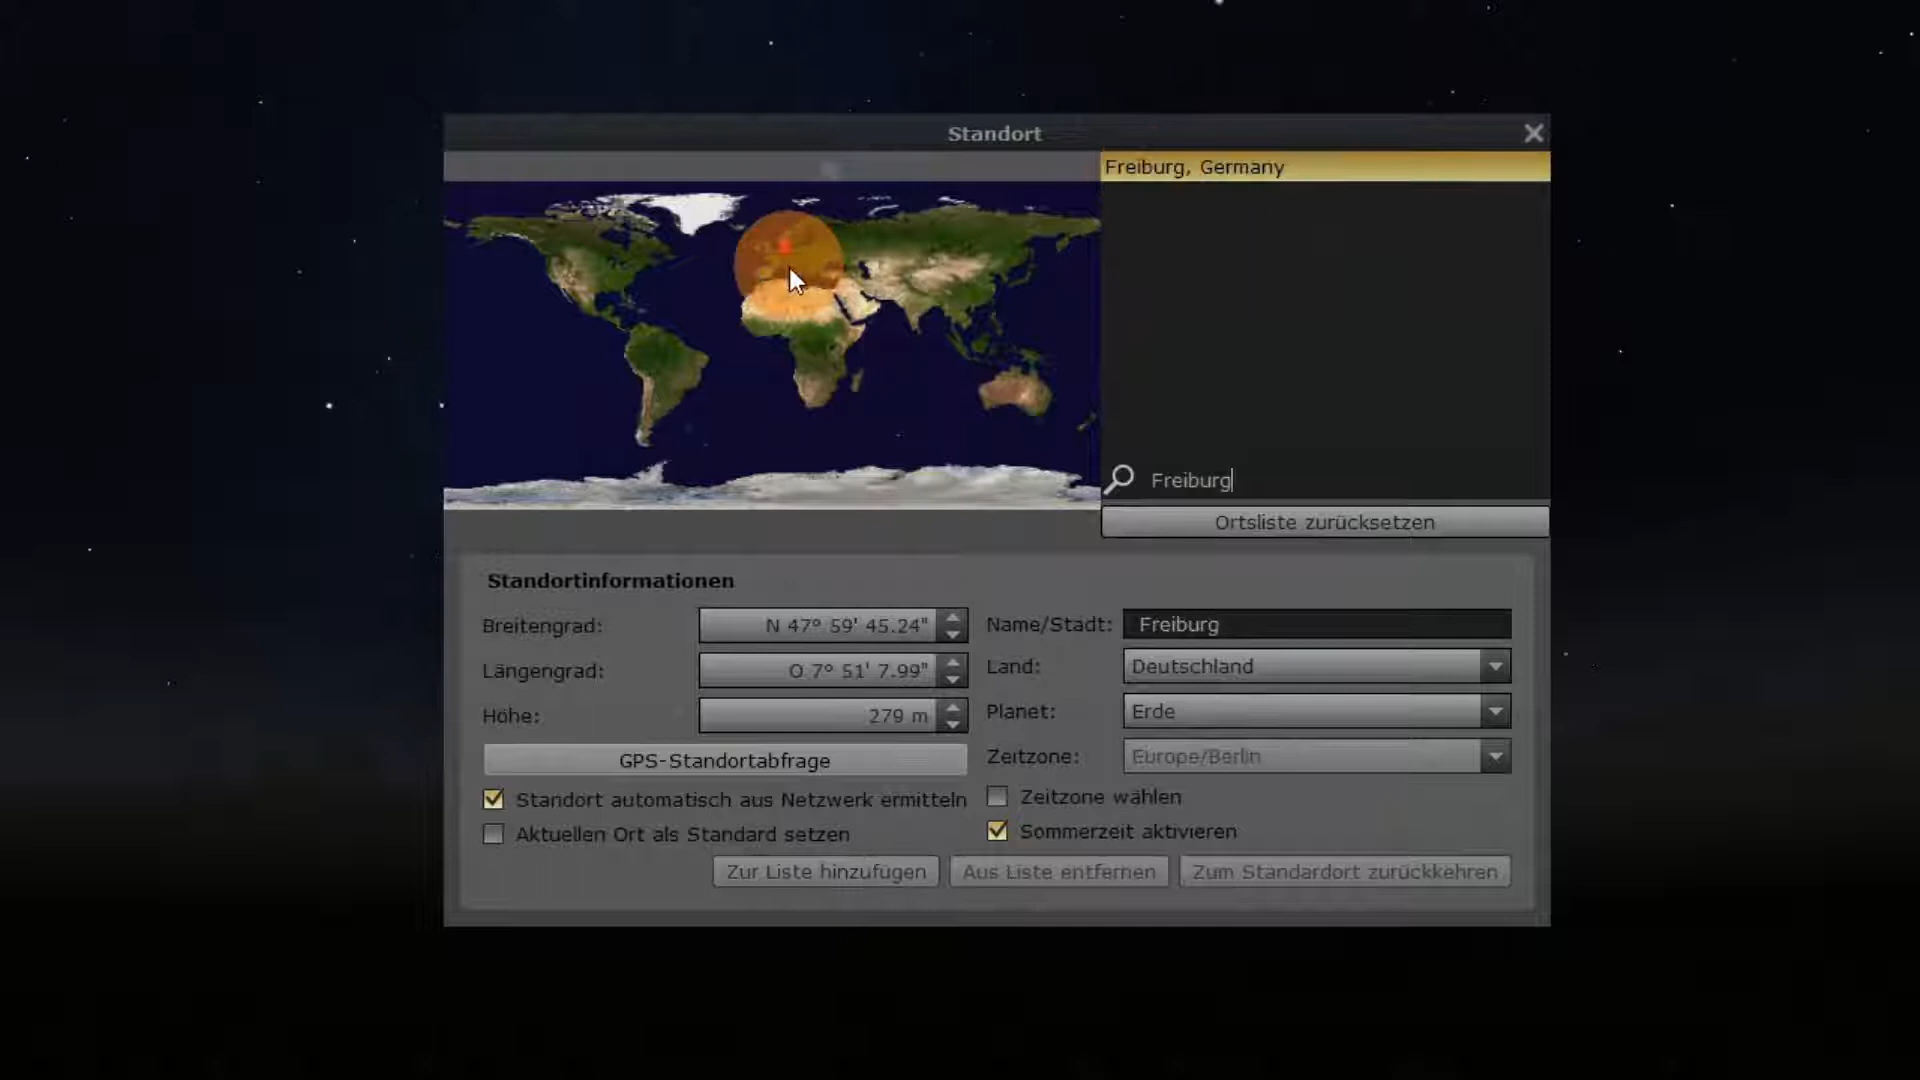 Standort
Freiburg, Germany
Freiburg
Ortsliste zurücksetzen
Standortinformationen
Breitengrad: N 47° 59' 45.24"
Längengrad: O 7° 51' 7.99"
Höhe: 279 m
GPS-Standortabfrage
Standort automatisch aus Netzwerk ermitteln
Aktuellen Ort als Standard setzen
Name/Stadt: Freiburg
Land: Deutschland
Planet: Erde
Zeitzone: Europe/Berlin
Zeitzone wählen
Sommerzeit aktivieren
Zur Liste hinzufügen Aus Liste entfernen Zum Standardort zurückkehren